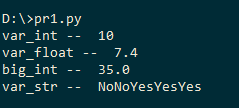 D:\>pr1.py
var_int --  10
var_float --  7.4
big_int --  35.0
var_str --  NoNoYesYesYes